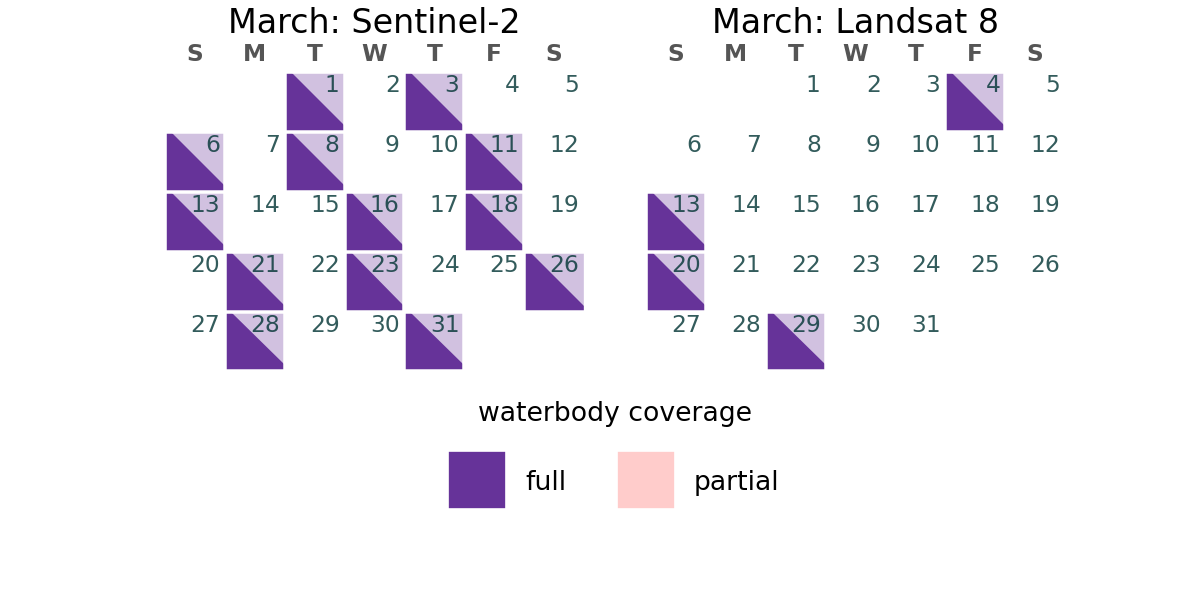 March: Sentinel-2
S M T W T F S
1 2 3 4 5
6 7 8 9 10 11 12
13 14 15 16 17 18 19
20 21 22 23 24 25 26
27 28 29 30 31
March: Landsat 8
S M T W T F S
1 2 3 4 5
6 7 8 9 10 11 12
13 14 15 16 17 18 19
20 21 22 23 24 25 26
27 28 29 30 31
waterbody coverage
full
partial